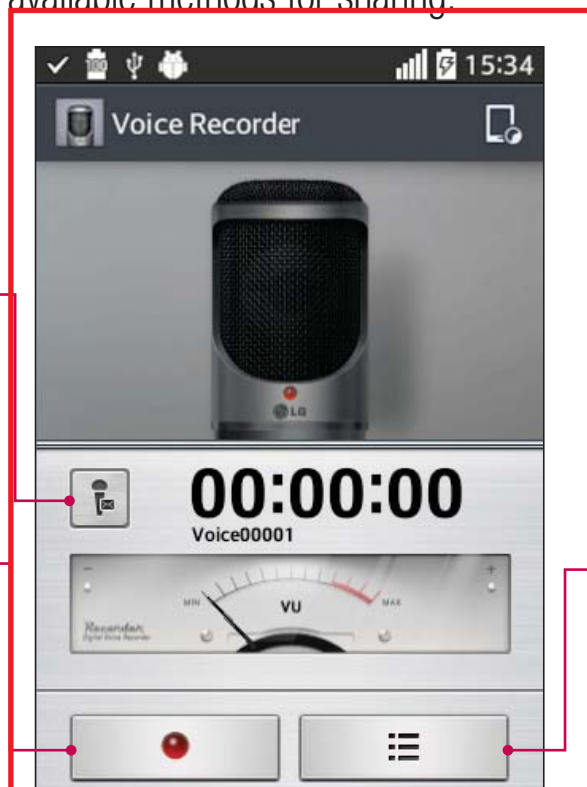 available methods for sharing.
100
15:34
Voice Recorder
LG
00:00:00
Voice00001
- +
MIN VU MAX
Recorder
Digital Voice Recorder